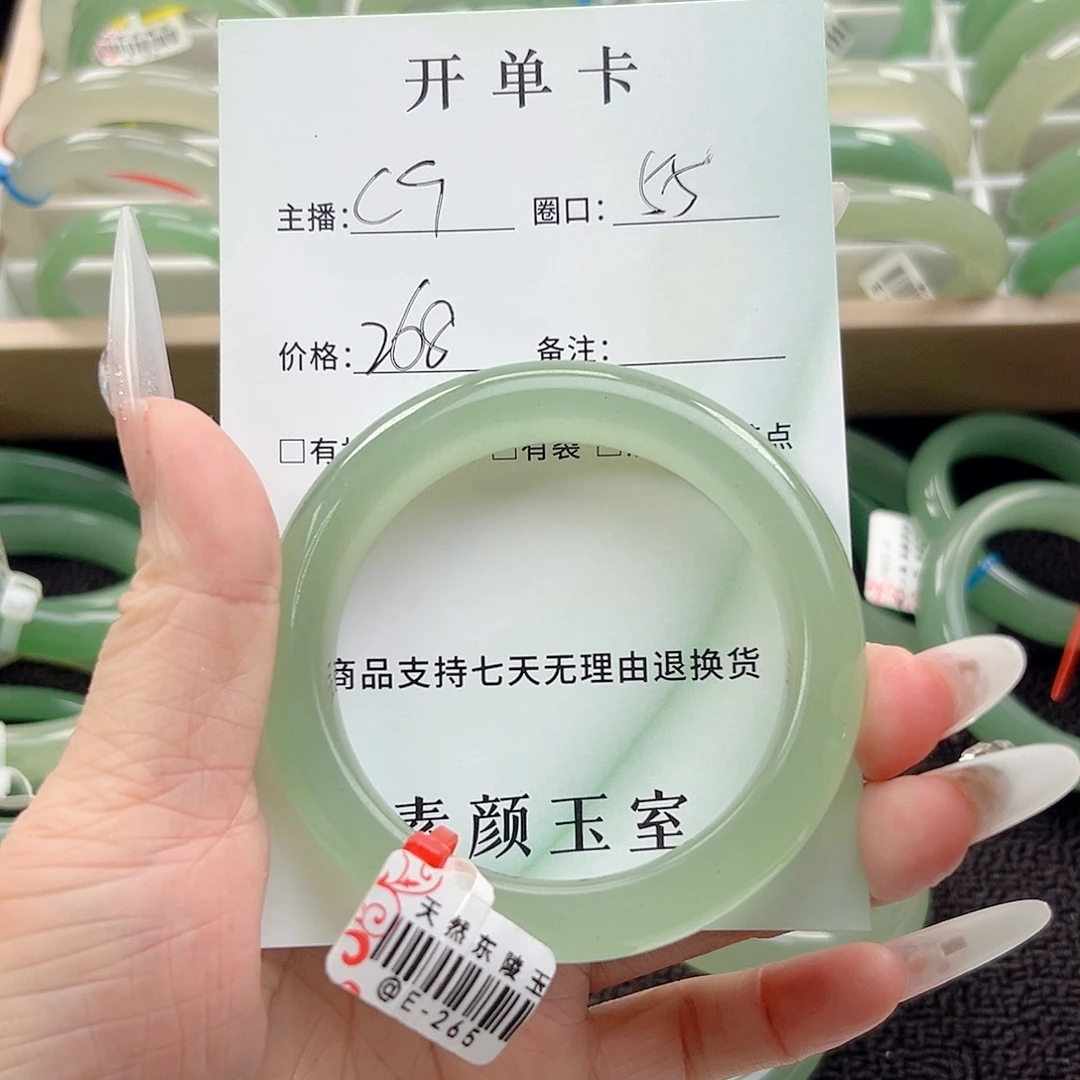 开单卡
主播：C9 圈口：55
价格：268 备注：
□有 □有裂 点
商品支持七天无理由退换货
素颜玉室
天然东陵玉
@E-265